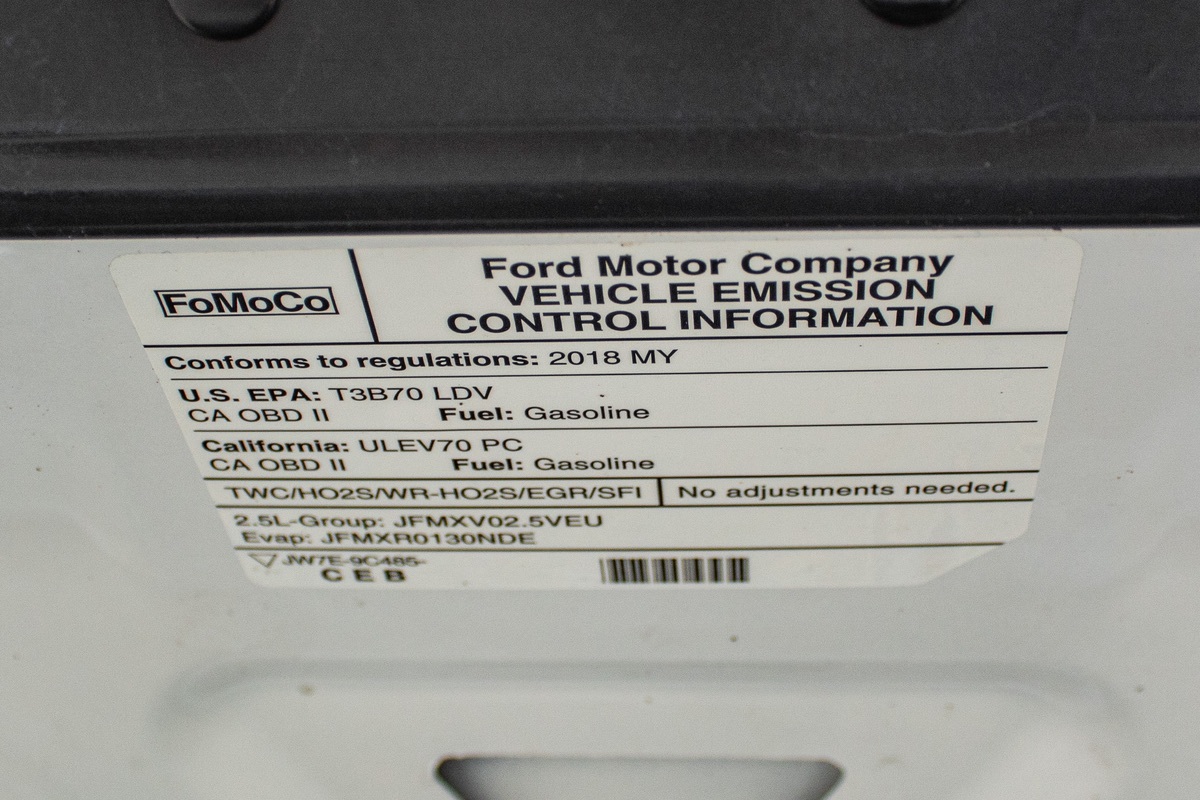 FoMoCo
Ford Motor Company
VEHICLE EMISSION
CONTROL INFORMATION
Conforms to regulations: 2018 MY
U.S. EPA: T3B70 LDV
CA OBD II Fuel: Gasoline
California: ULEV70 PC
CA OBD II Fuel: Gasoline
TWC/HO2S/WR-HO2S/EGR/SFI No adjustments needed.
2.5L-Group: JFMXV02.5VEU
Evap: JFMXR0130NDE
JW7E-9C485-
C E B